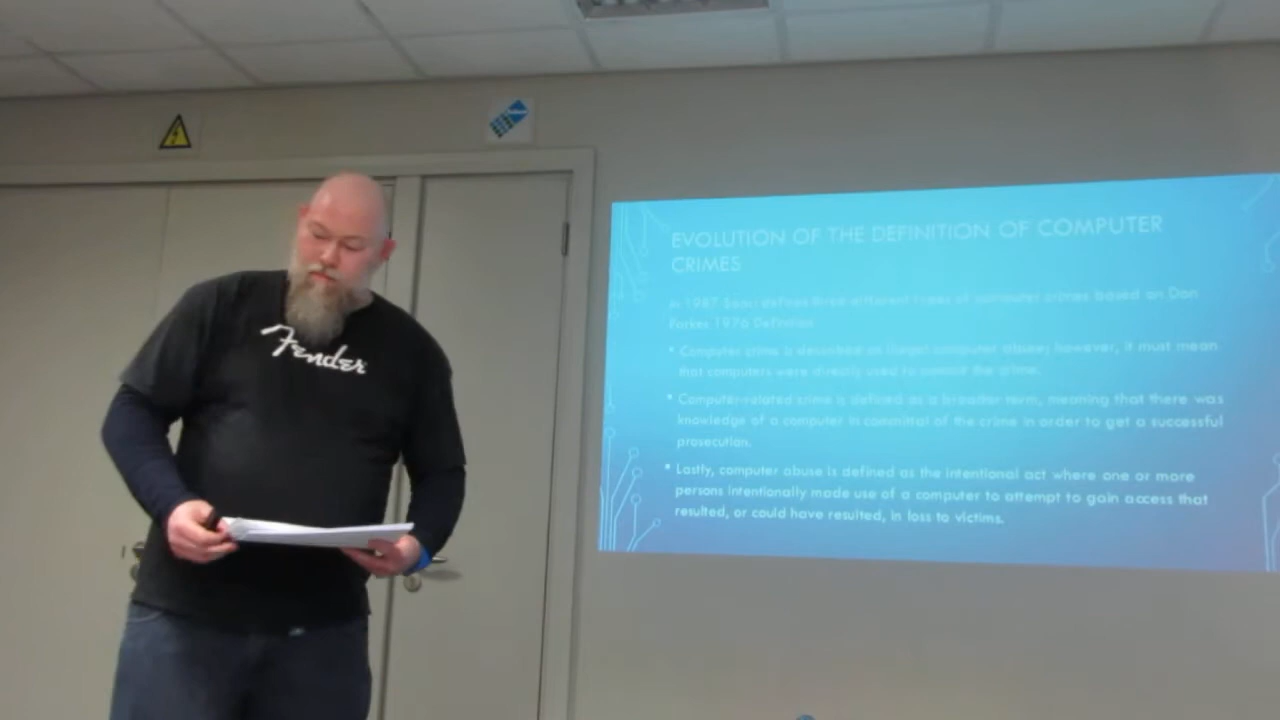 Fender
EVOLUTION OF THE DEFINITION OF COMPUTER
CRIMES
In 1987 defined three different types of computer crimes based on Don
Parker 1976 Definition
• Computer crime is described as illegal computer abuse; however, it must mean
that computers were directly used to commit the crime.
• Computer-related crime is defined as a broader term, meaning that there was
knowledge of a computer in committal of the crime in order to get a successful
prosecution.
• Lastly, computer abuse is defined as the intentional act where one or more
persons intentionally made use of a computer to attempt to gain access that
resulted, or could have resulted, in loss to victims.